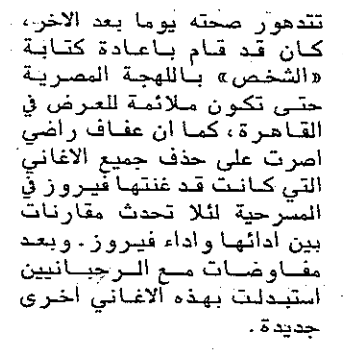 تتدهور صحته يوما بعد الاخر،
كان قد قام باعادة كتابة
«الشخص» باللهجة المصرية
حتى تكون ملائمة للعرض في
القاهرة، كما ان عفاف راضي
اصرت على حذف جميع الاغاني
التي كانت قد غنتها فيروز في
المسرحية لئلا تحدث مقارنات
بين ادائها واداء فيروز. وبعد
مفاوضات مع الرحبانيين
استبدلت بهذه الاغاني اخرى
جديدة.